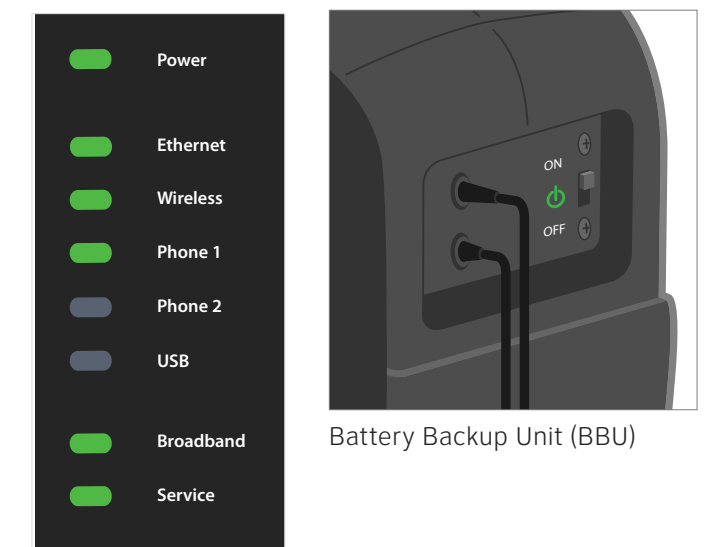 Power
Ethernet
Wireless
Phone 1
Phone 2
USB
Broadband
Service
ON
OFF
Battery Backup Unit (BBU)